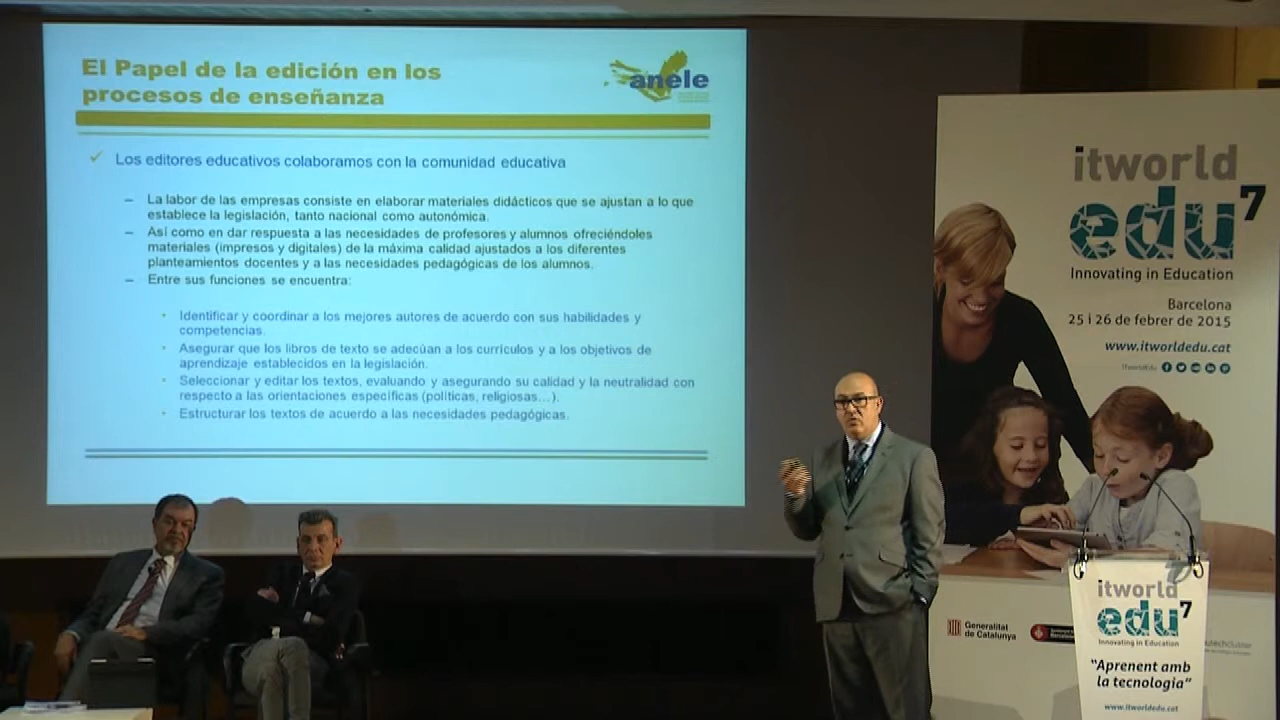 El Papel de la edición en los
procesos de enseñanza
anele
✓ Los editores educativos colaboramos con la comunidad educativa
– La labor de las empresas consiste en elaborar materiales didácticos que se ajustan a lo que
establece la legislación, tanto nacional como autonómica.
– Así como en dar respuesta a las necesidades de profesores y alumnos ofreciéndoles
materiales (impresos y digitales) de la máxima calidad ajustados a los diferentes
planteamientos docentes y a las necesidades pedagógicas de los alumnos.
– Entre sus funciones se encuentra:
• Identificar y coordinar a los mejores autores de acuerdo con sus habilidades y
competencias.
• Asegurar que los libros de texto se adecúan a los currículos y a los objetivos de
aprendizaje establecidos en la legislación.
• Seleccionar y editar los textos, evaluando y asegurando su calidad y la neutralidad con
respecto a las orientaciones específicas (políticas, religiosas…).
• Estructurar los textos de acuerdo a las necesidades pedagógicas.
itworld
edu7
Innovating in Education
Barcelona
25 i 26 de febrer de 2015
www.itworldedu.cat
ITworldEdu
Generalitat
de Catalunya
itworld
edu7
Innovating in Education
"Aprenent amb
la tecnologia"
www.itworldedu.cat